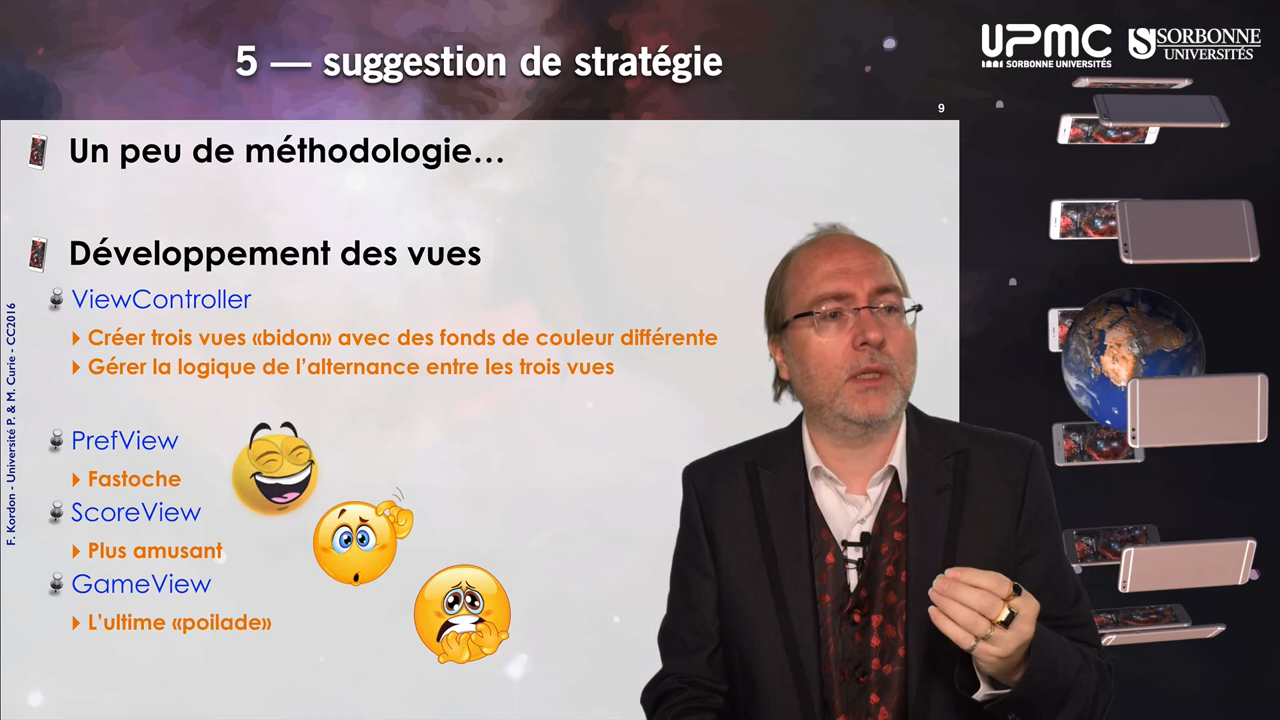 5 — suggestion de stratégie
UPMC
SORBONNE UNIVERSITÉS
SORBONNE
UNIVERSITÉS
9
Un peu de méthodologie…
Développement des vues
ViewController
Créer trois vues «bidon» avec des fonds de couleur différente
Gérer la logique de l’alternance entre les trois vues
PrefView
Fastoche
ScoreView
Plus amusant
GameView
L’ultime «poilade»
F. Kordon - Université P. & M. Curie - CC2016